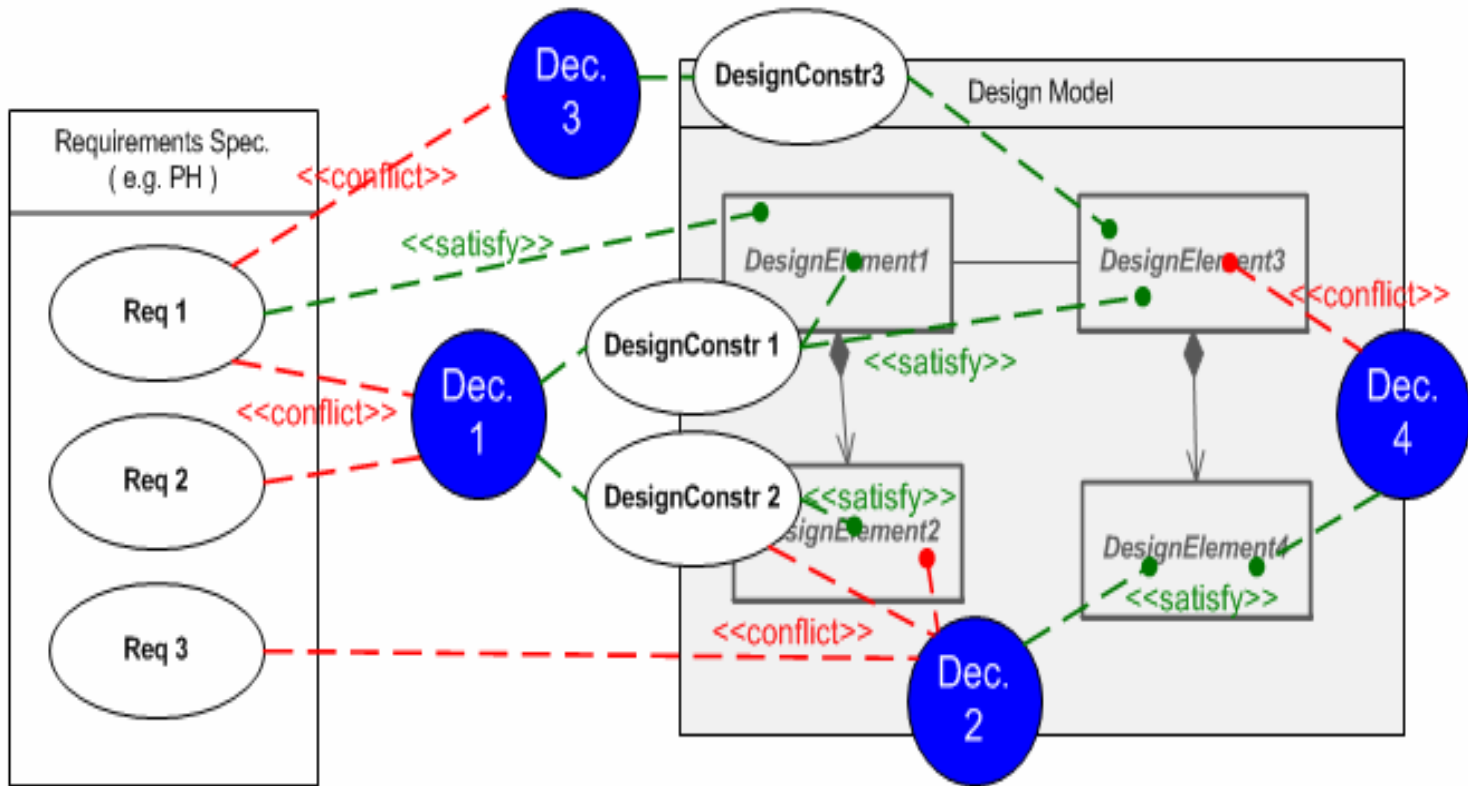 Dec.
3
DesignConstr3
Design Model
Requirements Spec.
( e.g. PH )
<<conflict>>
<<satisfy>>
DesignElement1
DesignElement3
<<conflict>>
Req 1
DesignConstr 1
<<satisfy>>
Dec.
1
<<conflict>>
Dec.
4
Req 2
DesignConstr 2
<<satisfy>>
signElement2
DesignElement4
<<satisfy>>
Req 3
<<conflict>>
Dec.
2